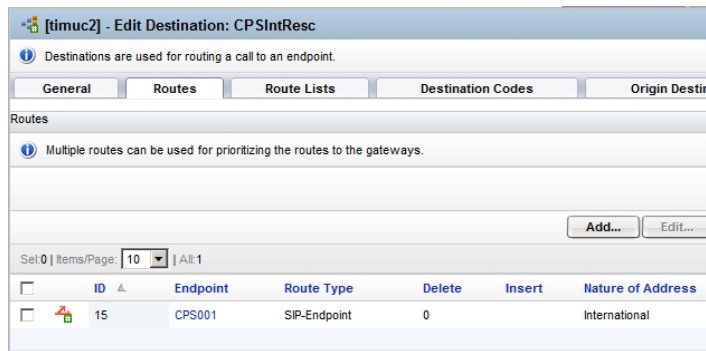 [timuc2] - Edit Destination: CPSIntResc
Destinations are used for routing a call to an endpoint.
General Routes Route Lists Destination Codes Origin Destin
Routes
Multiple routes can be used for prioritizing the routes to the gateways.
Add... Edit...
Sel:0 | Items/Page: 10 | All:1
ID Endpoint Route Type Delete Insert Nature of Address
15 CPS001 SIP-Endpoint 0 International